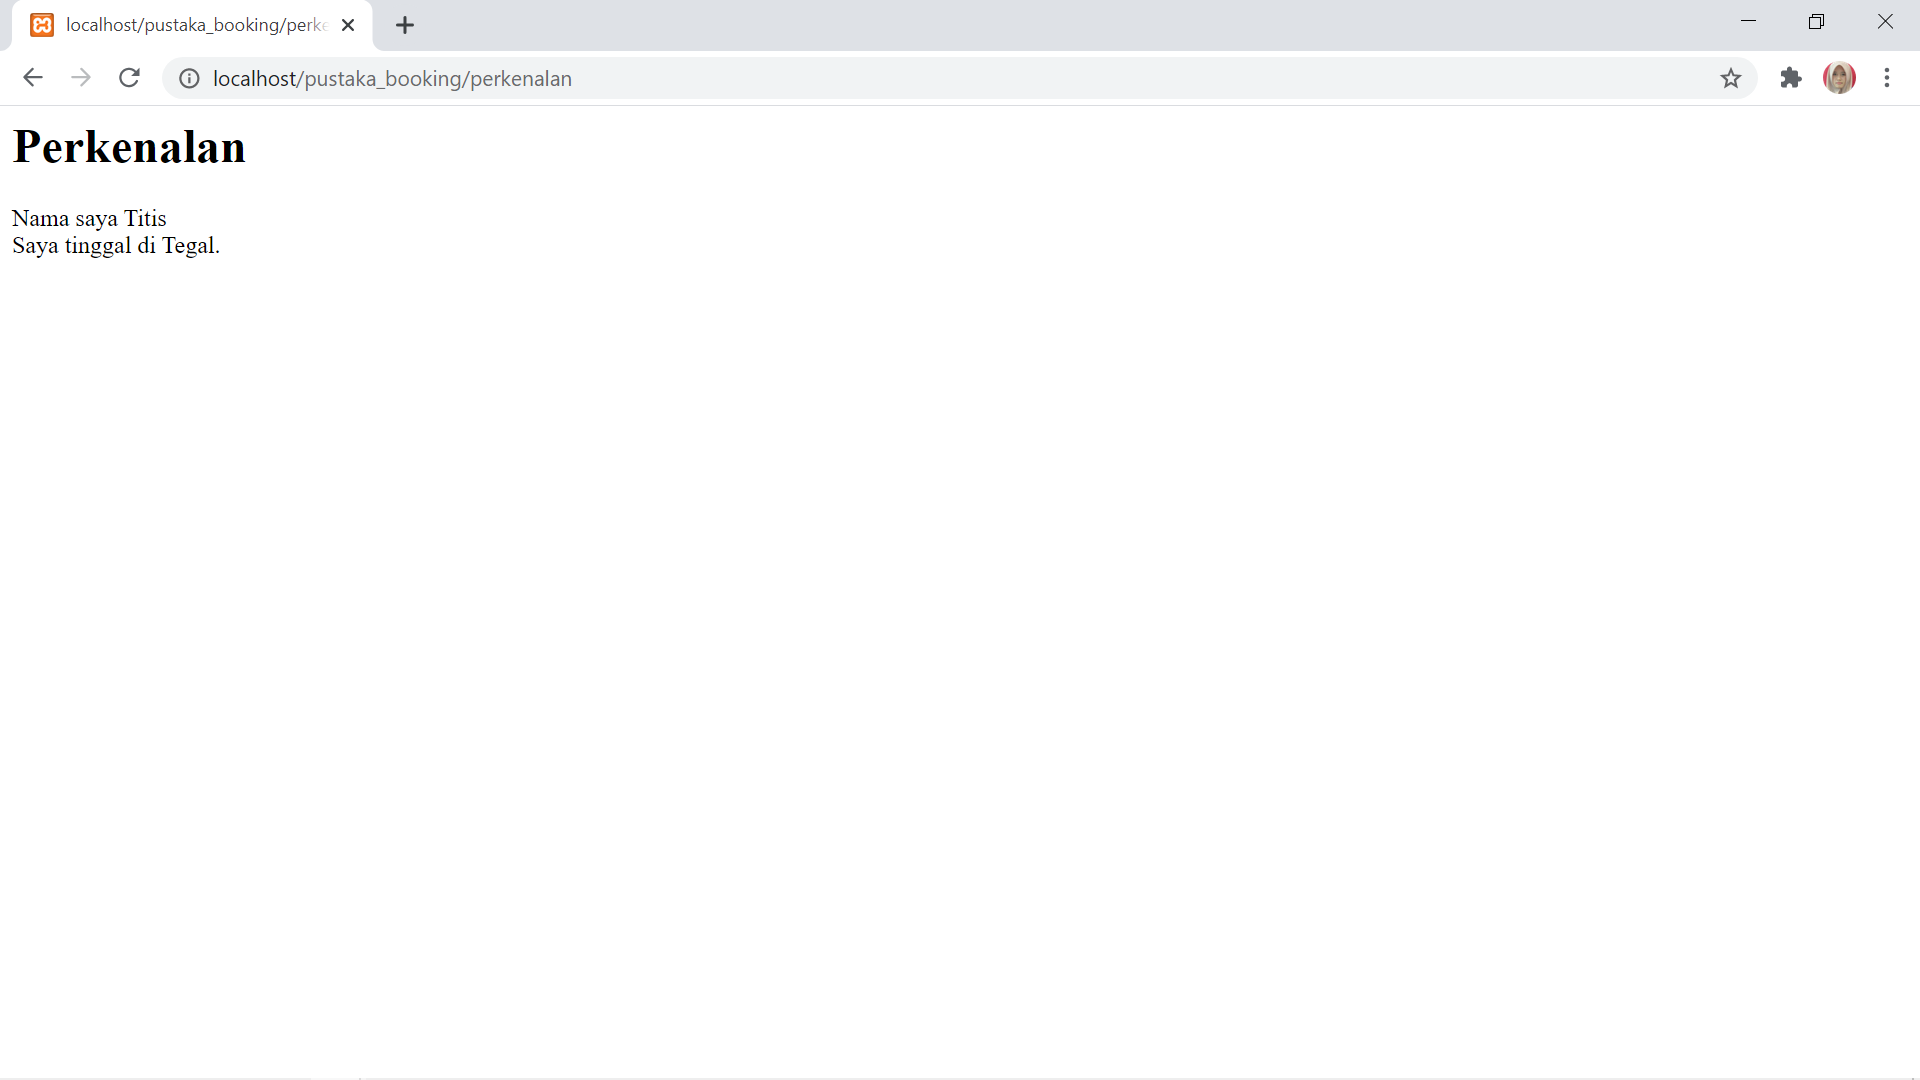 localhost/pustaka_booking/perke
localhost/pustaka_booking/perkenalan
Perkenalan
Nama saya Titis
Saya tinggal di Tegal.